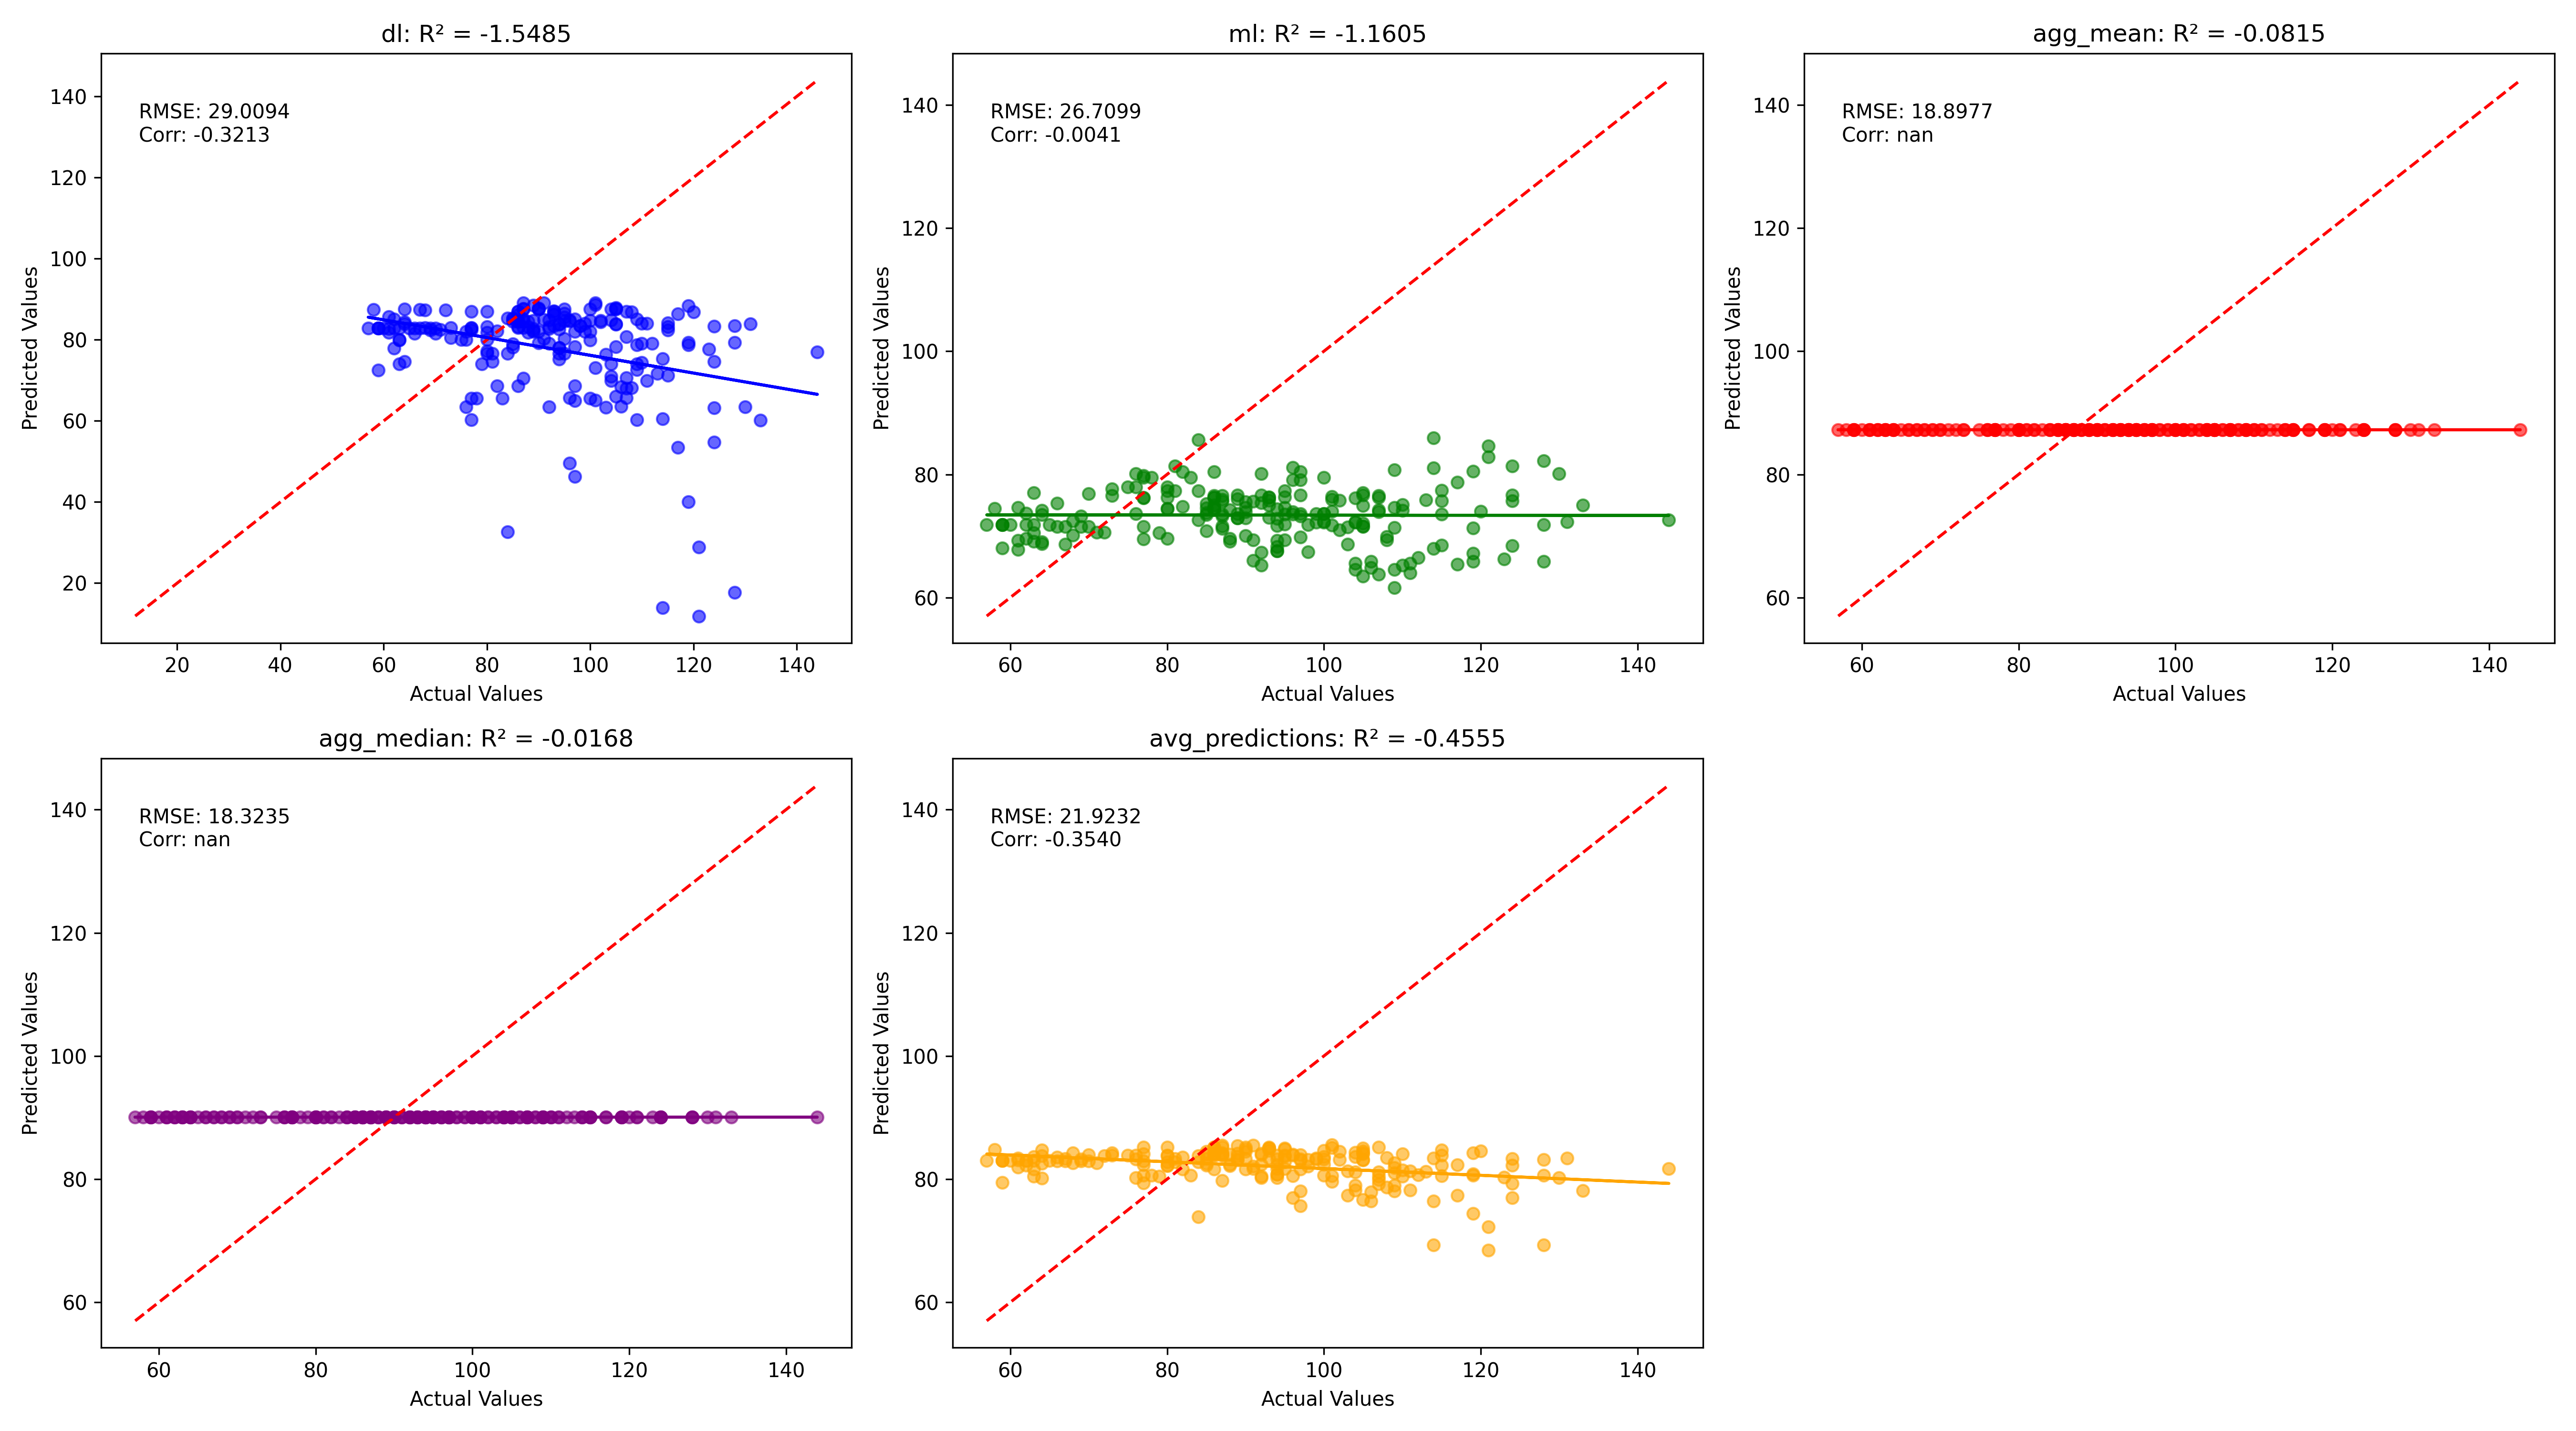 dl: R² = -1.5485
RMSE: 29.0094
Corr: -0.3213
140
120
100
80
60
40
20
Predicted Values
20 40 60 80 100 120 140
Actual Values
ml: R² = -1.1605
RMSE: 26.7099
Corr: -0.0041
140
120
100
80
60
Predicted Values
60 80 100 120 140
Actual Values
agg_mean: R² = -0.0815
RMSE: 18.8977
Corr: nan
140
120
100
80
60
Predicted Values
60 80 100 120 140
Actual Values
agg_median: R² = -0.0168
RMSE: 18.3235
Corr: nan
140
120
100
80
60
Predicted Values
60 80 100 120 140
Actual Values
avg_predictions: R² = -0.4555
RMSE: 21.9232
Corr: -0.3540
140
120
100
80
60
Predicted Values
60 80 100 120 140
Actual Values